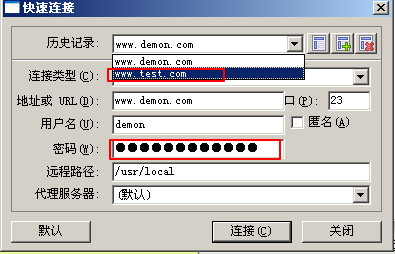 快速连接
历史记录: www.demon.com
www.demon.com
www.test.com
连接类型(C):
地址或 URL(D): www.demon.com 口(P): 23
用户名(U): demon 匿名(A)
密码(W): ●●●●●●●●●●●●
远程路径: /usr/local
代理服务器: (默认)
默认 连接(C) 关闭